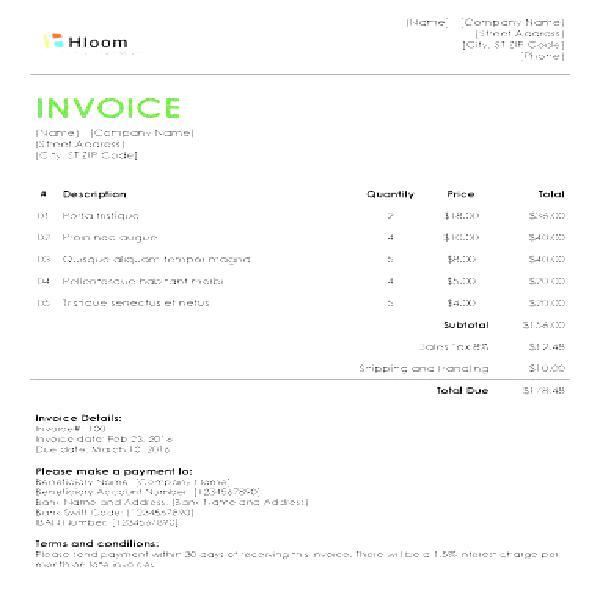 Hloom
[Name] [Company Name]
[Street Address]
[City, ST ZIP Code]
[Phone]
INVOICE
[Name] [Company Name]
[Street Address]
[City, ST ZIP Code]
# Description Quantity Price Total
01 Porta tristique 2 $18.00 $36.00
02 Proin nec augue 4 $10.00 $40.00
03 Quisque aliquam tempor magna 5 $8.00 $40.00
04 Pellentesque habitant morbi 4 $5.00 $20.00
05 Tristique senectus et netus 5 $4.00 $20.00
Subtotal $156.00
Sales Tax 8% $12.48
Shipping and Handling $10.00
Total Due $178.48
Invoice Details:
Invoice #: 100
Invoice date: Feb 23, 2016
Due date: March 10, 2016
Please make a payment to:
Beneficiary Name: [Company Name]
Beneficiary Account Number: [1234567890]
Bank Name and Address: [Bank Name and Address]
Bank Swift Code: [1234567890]
IBAN Number: [1234567890]
Terms and conditions:
Please send payment within 30 days of receiving this invoice. There will be a 1.5% interest charge per
month on late invoices.